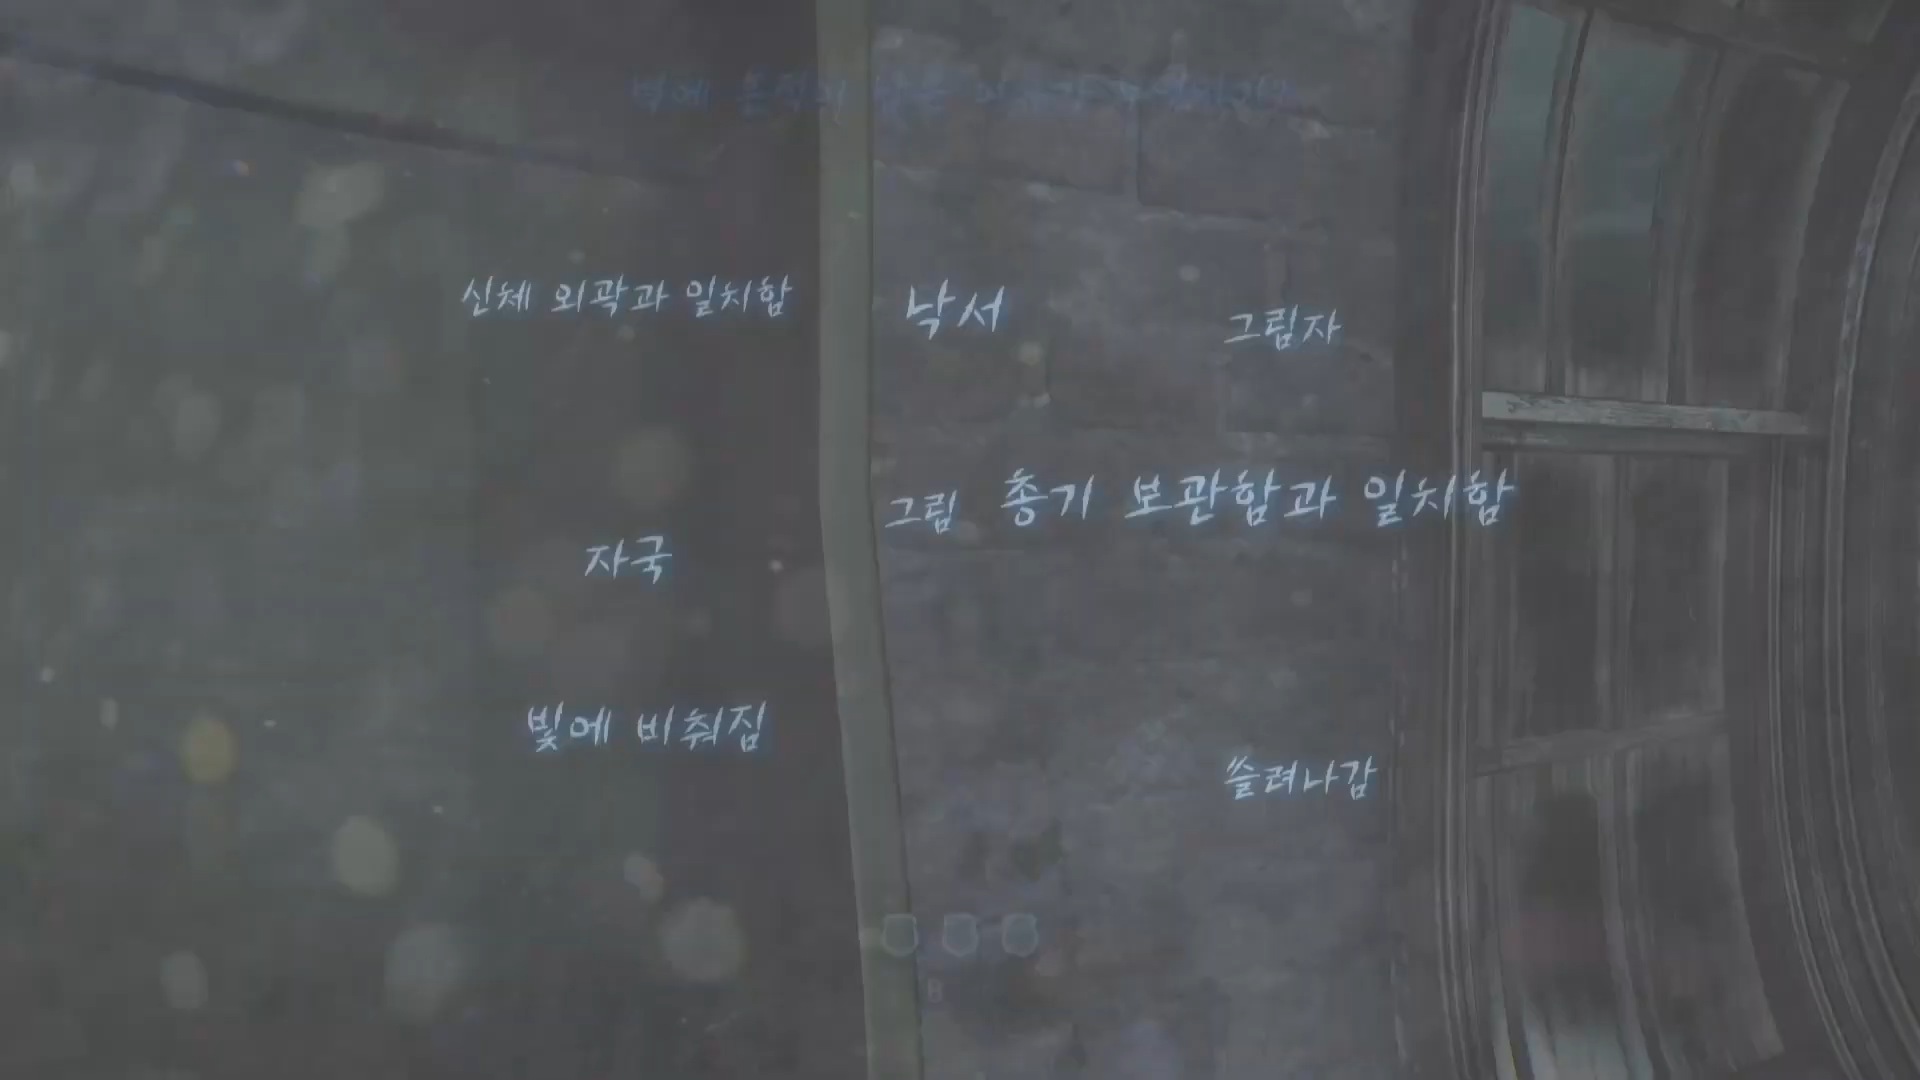 신체 외곽과 일치함
낙서
그림자
그림
총기 보관함과 일치함
자국
빛에 비춰짐
쓸려나감